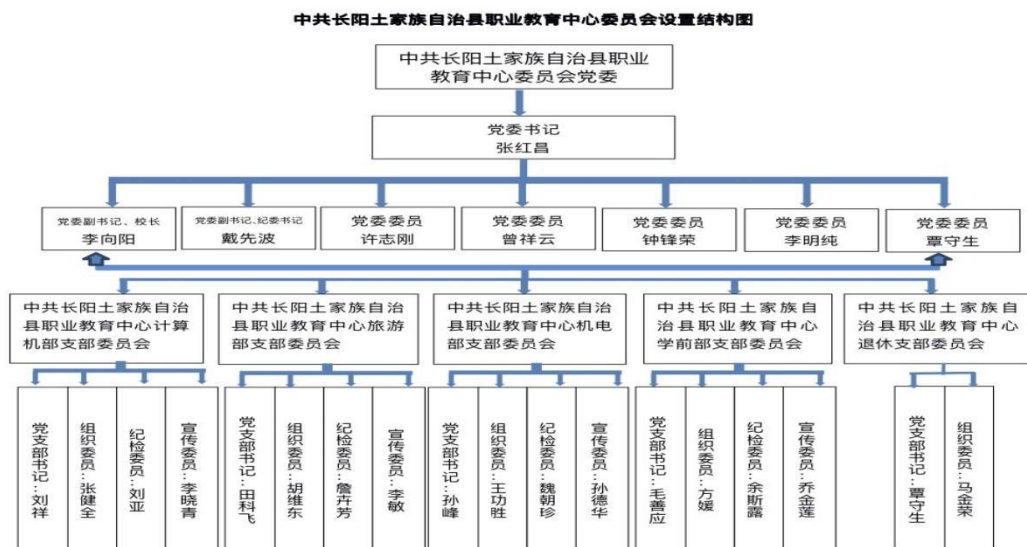 中共长阳土家族自治县职业教育中心委员会设置结构图
中共长阳土家族自治县职业
教育中心委员会党委
党委书记
张红昌
党委副书记、校长
李向阳
党委副书记、纪委书记
戴先波
党委委员
许志刚
党委委员
曾祥云
党委委员
钟锋荣
党委委员
李明纯
党委委员
覃守生
中共长阳土家族自治
县职业教育中心计算
机部支部委员会
中共长阳土家族自治
县职业教育中心旅游
部支部委员会
中共长阳土家族自
治县职业教育中心机电
部支部委员会
中共长阳土家族自
治县职业教育中心
学前部支部委员会
中共长阳土家族自
治县职业教育中心
退休支部委员会
党支部书记：刘祥
组织委员：张健全
纪检委员：刘亚
宣传委员：李晓青
党支部书记：田科飞
组织委员：胡维东
纪检委员：詹卉芳
宣传委员：李敏
党支部书记：孙峰
组织委员：王功胜
纪检委员：魏朝珍
宣传委员：孙德华
党支部书记：毛善应
组织委员：方媛
纪检委员：余斯露
宣传委员：乔金莲
党支部书记：覃守生
组织委员：马金荣